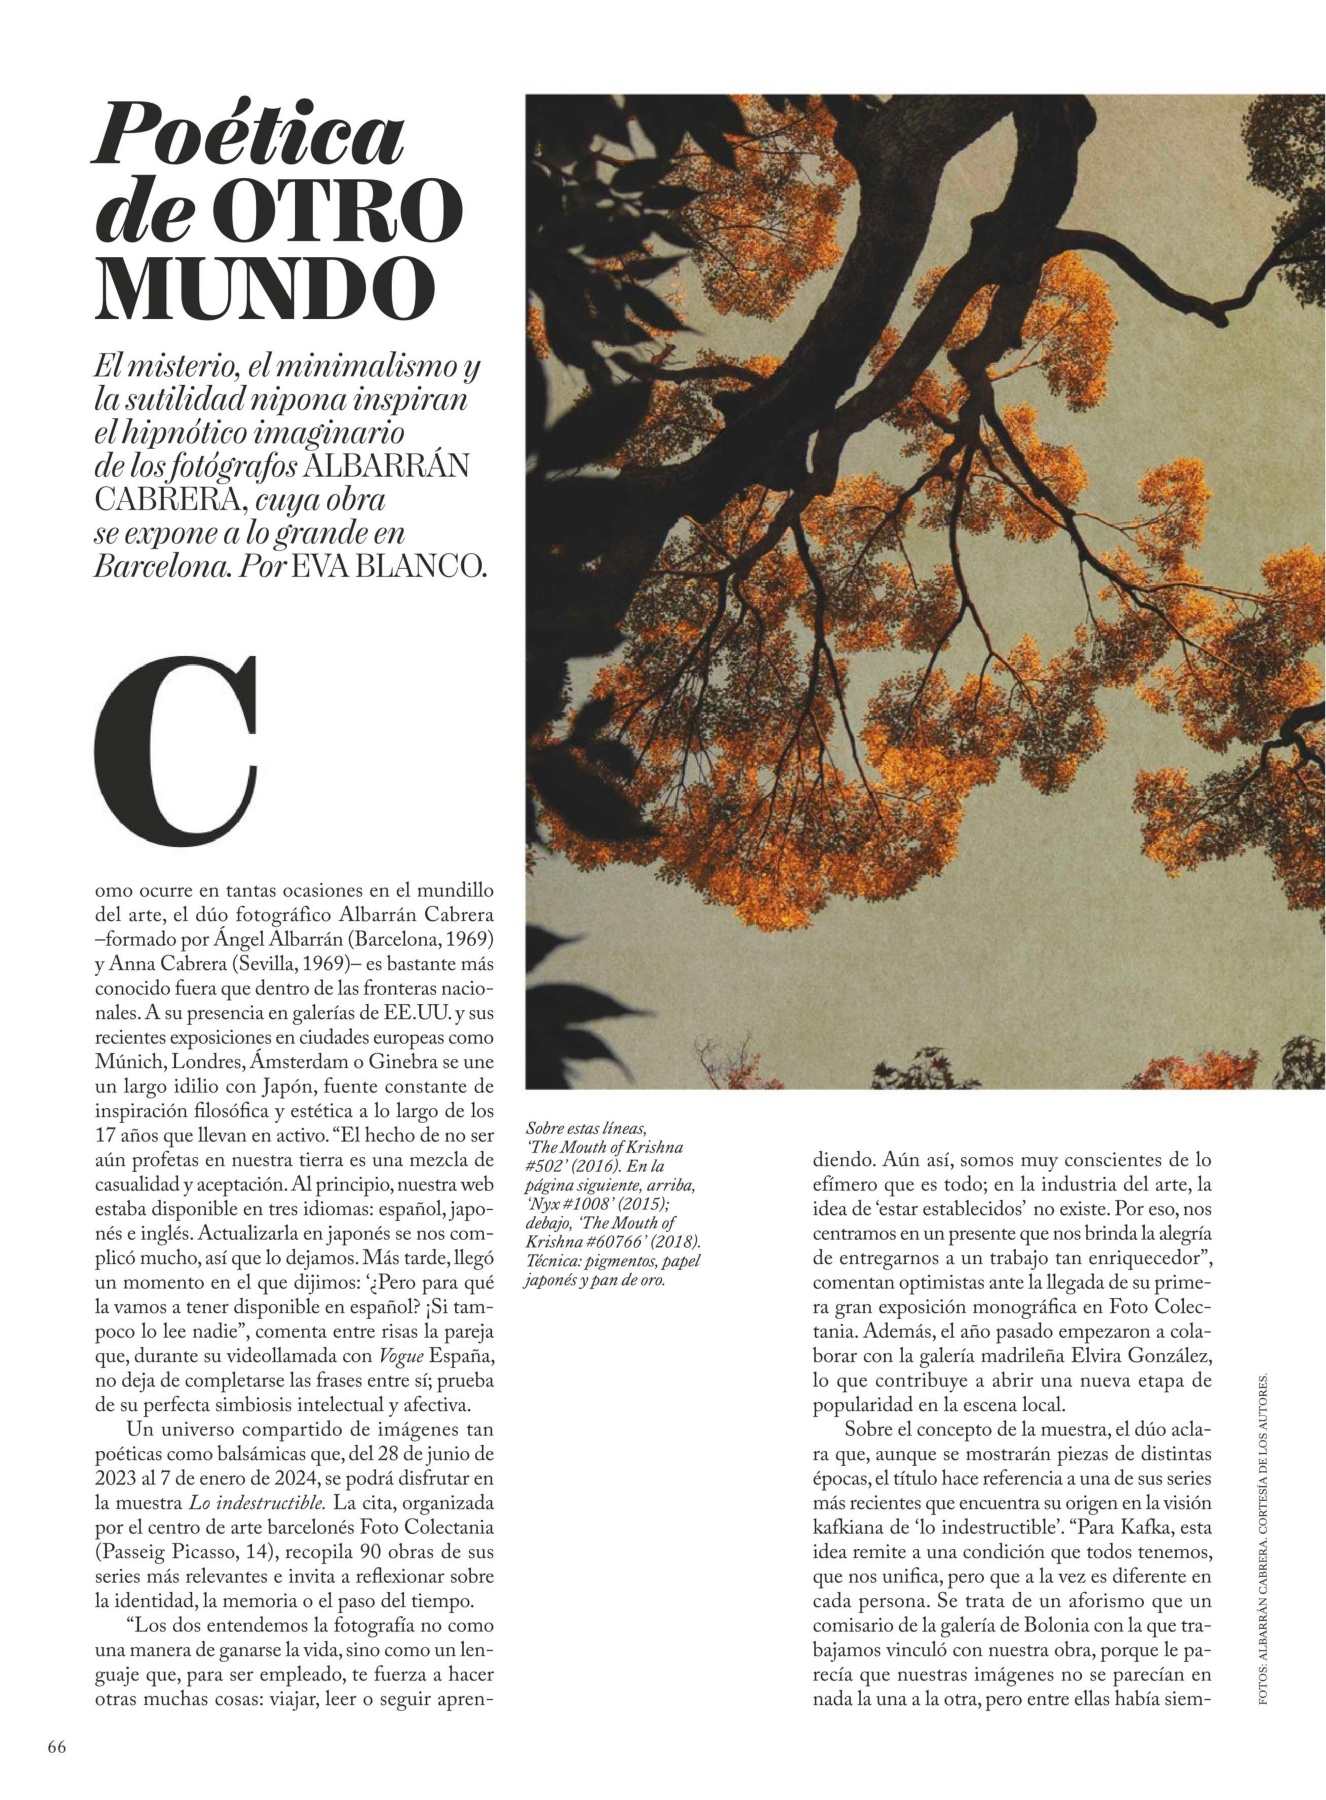 Poética
de OTRO
MUNDO
El misterio, el minimalismo y
la sutilidad nipona inspiran
el hipnótico imaginario
de los fotógrafos ALBARRÁN
CABRERA, cuya obra
se expone a lo grande en
Barcelona. Por EVA BLANCO.
C
omo ocurre en tantas ocasiones en el mundillo
del arte, el dúo fotográfico Albarrán Cabrera
–formado por Ángel Albarrán (Barcelona, 1969)
y Anna Cabrera (Sevilla, 1969)– es bastante más
conocido fuera que dentro de las fronteras nacio-
nales. A su presencia en galerías de EE.UU. y sus
recientes exposiciones en ciudades europeas como
Múnich, Londres, Ámsterdam o Ginebra se une
un largo idilio con Japón, fuente constante de
inspiración filosófica y estética a lo largo de los
17 años que llevan en activo. “El hecho de no ser
aún profetas en nuestra tierra es una mezcla de
casualidad y aceptación. Al principio, nuestra web
estaba disponible en tres idiomas: español, japo-
nés e inglés. Actualizarla en japonés se nos com-
plicó mucho, así que lo dejamos. Más tarde, llegó
un momento en el que dijimos: ‘¿Pero para qué
la vamos a tener disponible en español? ¡Si tam-
poco lo lee nadie”, comenta entre risas la pareja
que, durante su videollamada con Vogue España,
no deja de completarse las frases entre sí; prueba
de su perfecta simbiosis intelectual y afectiva.
Un universo compartido de imágenes tan
poéticas como balsámicas que, del 28 de junio de
2023 al 7 de enero de 2024, se podrá disfrutar en
la muestra Lo indestructible. La cita, organizada
por el centro de arte barcelonés Foto Colectania
(Passeig Picasso, 14), recopila 90 obras de sus
series más relevantes e invita a reflexionar sobre
la identidad, la memoria o el paso del tiempo.
“Los dos entendemos la fotografía no como
una manera de ganarse la vida, sino como un len-
guaje que, para ser empleado, te fuerza a hacer
otras muchas cosas: viajar, leer o seguir apren-
Sobre estas líneas,
‘The Mouth of Krishna
#502’ (2016). En la
página siguiente, arriba,
‘Nyx #1008’ (2015);
debajo, ‘The Mouth of
Krishna #60766’ (2018).
Técnica: pigmentos, papel
japonés y pan de oro.
diendo. Aún así, somos muy conscientes de lo
efímero que es todo; en la industria del arte, la
idea de ‘estar establecidos’ no existe. Por eso, nos
centramos en un presente que nos brinda la alegría
de entregarnos a un trabajo tan enriquecedor”,
comentan optimistas ante la llegada de su prime-
ra gran exposición monográfica en Foto Colec-
tania. Además, el año pasado empezaron a cola-
borar con la galería madrileña Elvira González,
lo que contribuye a abrir una nueva etapa de
popularidad en la escena local.
Sobre el concepto de la muestra, el dúo acla-
ra que, aunque se mostrarán piezas de distintas
épocas, el título hace referencia a una de sus series
más recientes que encuentra su origen en la visión
kafkiana de ‘lo indestructible’. “Para Kafka, esta
idea remite a una condición que todos tenemos,
que nos unifica, pero que a la vez es diferente en
cada persona. Se trata de un aforismo que un
comisario de la galería de Bolonia con la que tra-
bajamos vinculó con nuestra obra, porque le pa-
recía que nuestras imágenes no se parecían en
nada la una a la otra, pero entre ellas había siem-
FOTOS: ALBARRÁN CABRERA. CORTESÍA DE LOS AUTORES.
66